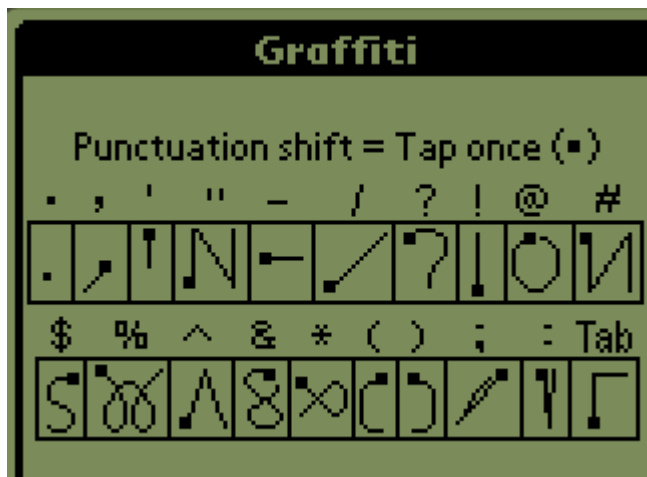 Graffiti
Punctuation shift = Tap once (▪)
. , ' " – / ? ! @ #
$ % ^ & * ( ) ; : Tab